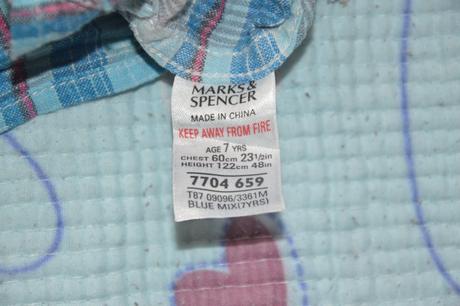 MARKS &
SPENCER
MADE IN CHINA
KEEP AWAY FROM FIRE
AGE 7 YRS
CHEST 60cm 23½in
HEIGHT 122cm 48in
7704 659
T87 09096/3361M
BLUE MIX(7YRS)